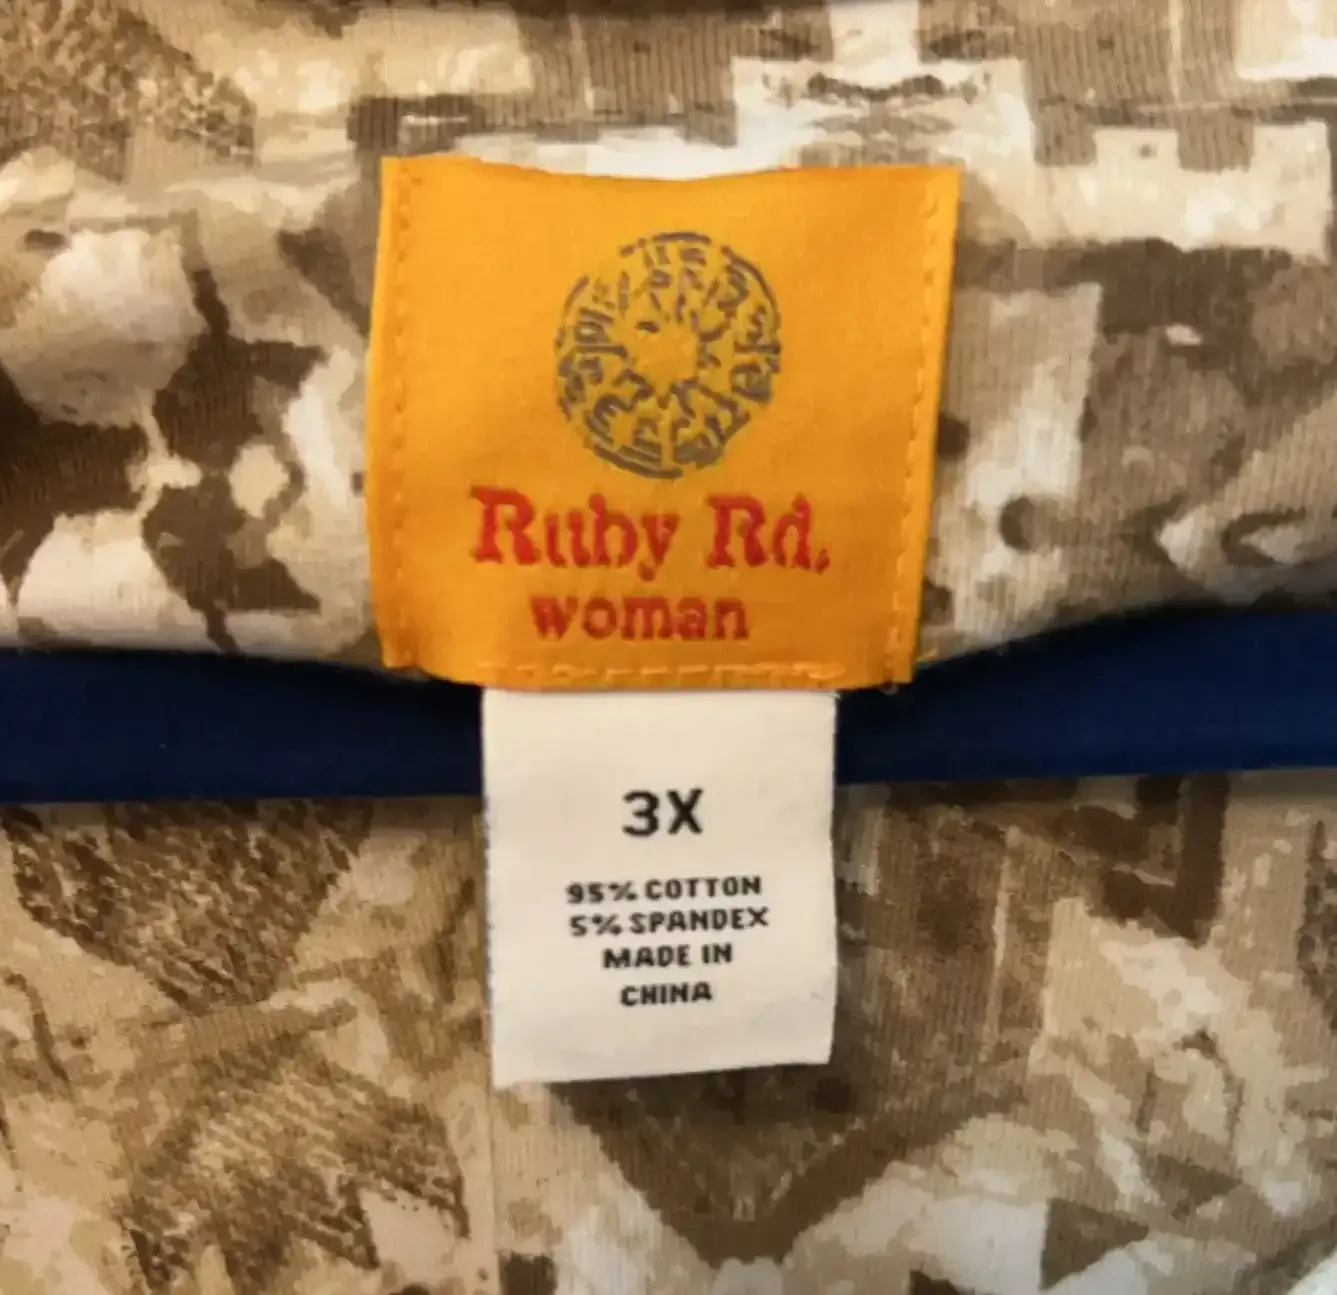 Ruby Rd.
woman
3X
95% COTTON
5% SPANDEX
MADE IN
CHINA